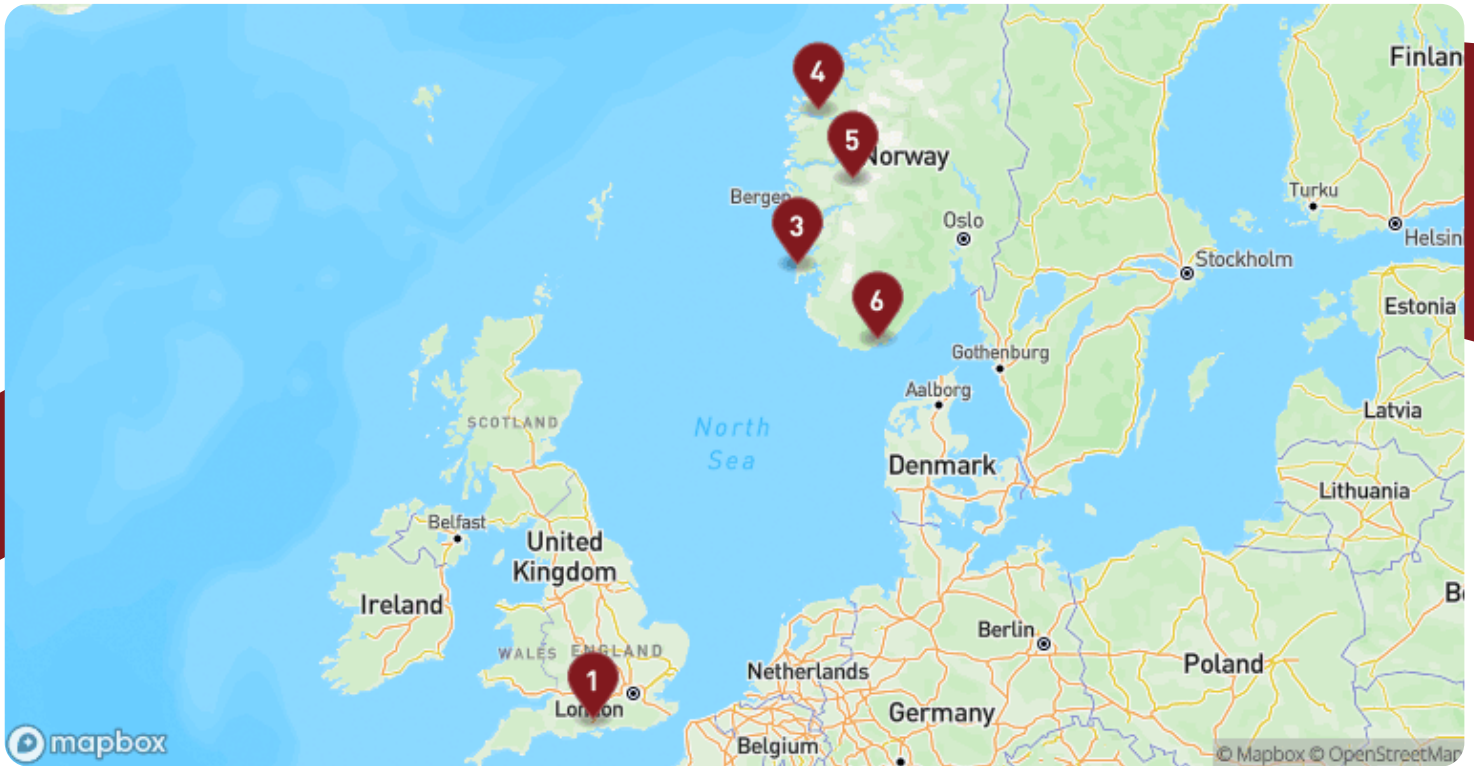 Finlan
4
5
Norway
Turku
Bergen
3
Oslo
Helsin
Stockholm
6
Estonia
Gothenburg
Aalborg
Latvia
SCOTLAND
North
Sea
Denmark
Lithuania
Belfast
United
Kingdom
B
Ireland
Berlin
WALES
ENGLAND
Netherlands
Poland
1
London
Germany
Belgium
mapbox
© Mapbox © OpenStreetMap